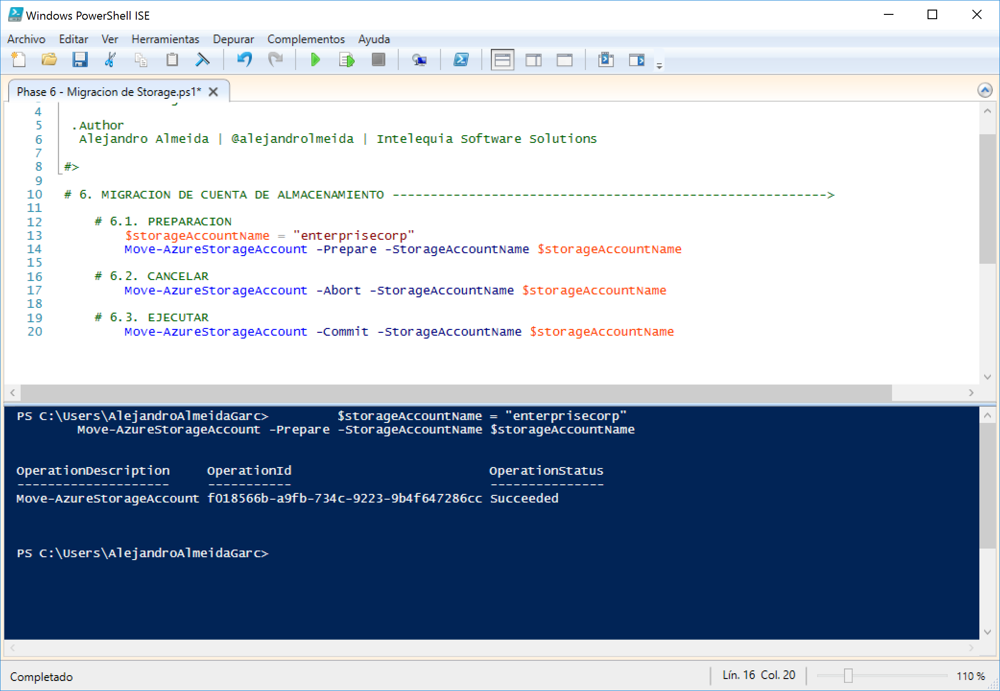 Windows PowerShell ISE
Archivo Editar Ver Herramientas Depurar Complementos Ayuda
Phase 6 - Migracion de Storage.ps1*
4
5 .Author
6 Alejandro Almeida | @alejandrolmeida | Intelequia Software Solutions
7
8 #>
9
10 # 6. MIGRACION DE CUENTA DE ALMACENAMIENTO --------------------------------------------------------->
11
12 # 6.1. PREPARACION
13 $storageAccountName = "enterprisecorp"
14 Move-AzureStorageAccount -Prepare -StorageAccountName $storageAccountName
15
16 # 6.2. CANCELAR
17 Move-AzureStorageAccount -Abort -StorageAccountName $storageAccountName
18
19 # 6.3. EJECUTAR
20 Move-AzureStorageAccount -Commit -StorageAccountName $storageAccountName
PS C:\Users\AlejandroAlmeidaGarc> $storageAccountName = "enterprisecorp"
Move-AzureStorageAccount -Prepare -StorageAccountName $storageAccountName
OperationDescription OperationId OperationStatus
-------------------- ----------- ---------------
Move-AzureStorageAccount f018566b-a9fb-734c-9223-9b4f647286cc Succeeded
PS C:\Users\AlejandroAlmeidaGarc>
Completado Lín. 16 Col. 20 110 %